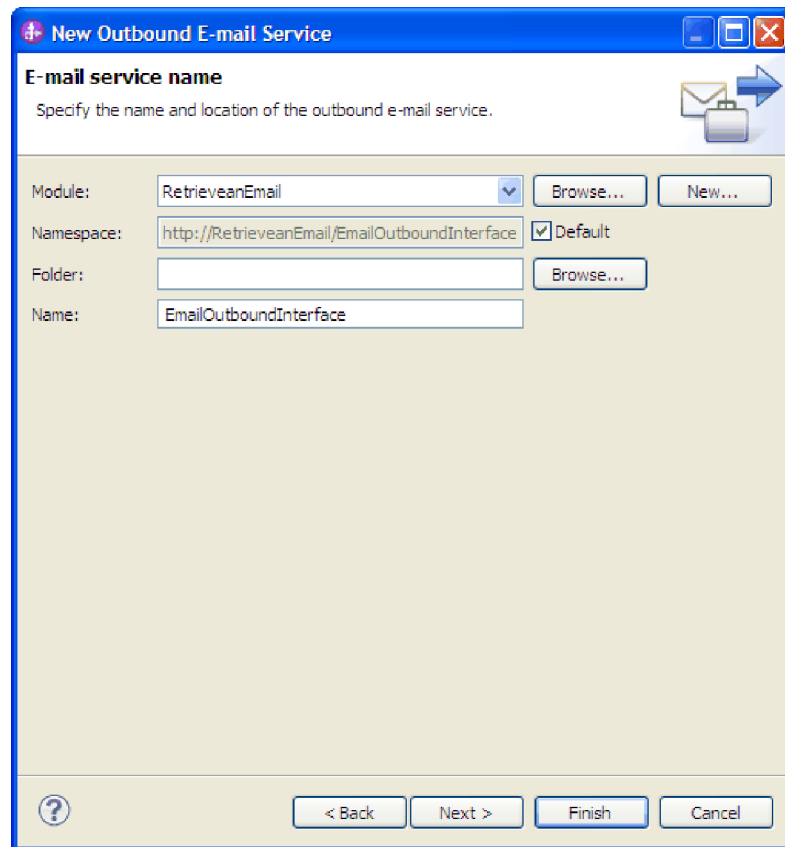 New Outbound E-mail Service
E-mail service name
Specify the name and location of the outbound e-mail service.
Module: RetrieveanEmail Browse... New...
Namespace: http://RetrieveanEmail/EmailOutboundInterface Default
Folder: Browse...
Name: EmailOutboundInterface
? < Back Next > Finish Cancel